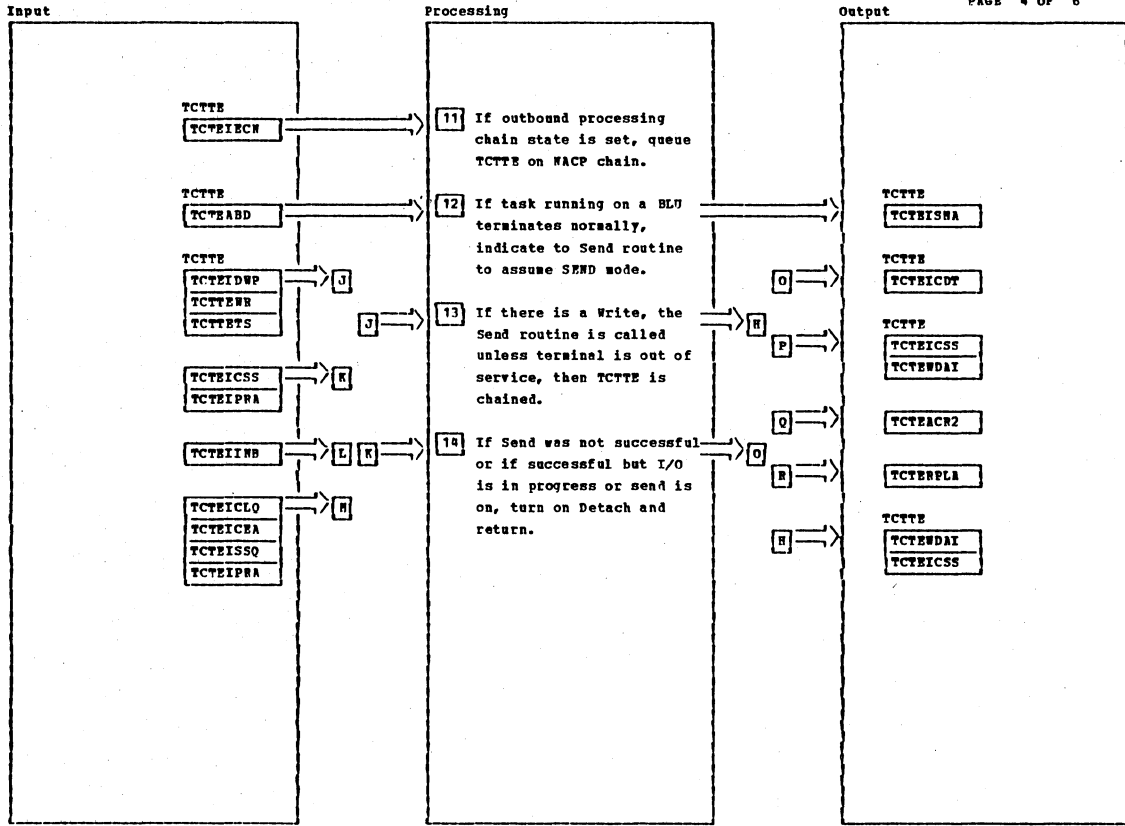 PAGE 4 OF 6
Input
Processing
Output
TCTTE
TCTEIECN
11 If outbound processing
chain state is set, queue
TCTTE on NACP chain.
TCTTE
TCTEABD
12 If task running on a BLU
terminates normally,
indicate to Send routine
to assume SEND mode.
TCTTE
TCTEISNA
TCTTE
TCTEIDWP
TCTTEWR
TCTTETS
J
J
13 If there is a Write, the
Send routine is called
unless terminal is out of
service, then TCTTE is
chained.
H
O
TCTTE
TCTEICDT
P
TCTTE
TCTEICSS
TCTEWDAI
TCTEICSS
TCTEIPRA
K
Q
TCTEACR2
TCTEIINB
L
K
14 If Send was not successful
or if successful but I/O
is in progress or send is
on, turn on Detach and
return.
O
R
TCTERPLA
TCTEICLQ
TCTEICEA
TCTEISSQ
TCTEIPRA
M
H
TCTTE
TCTEWDAI
TCTEICSS